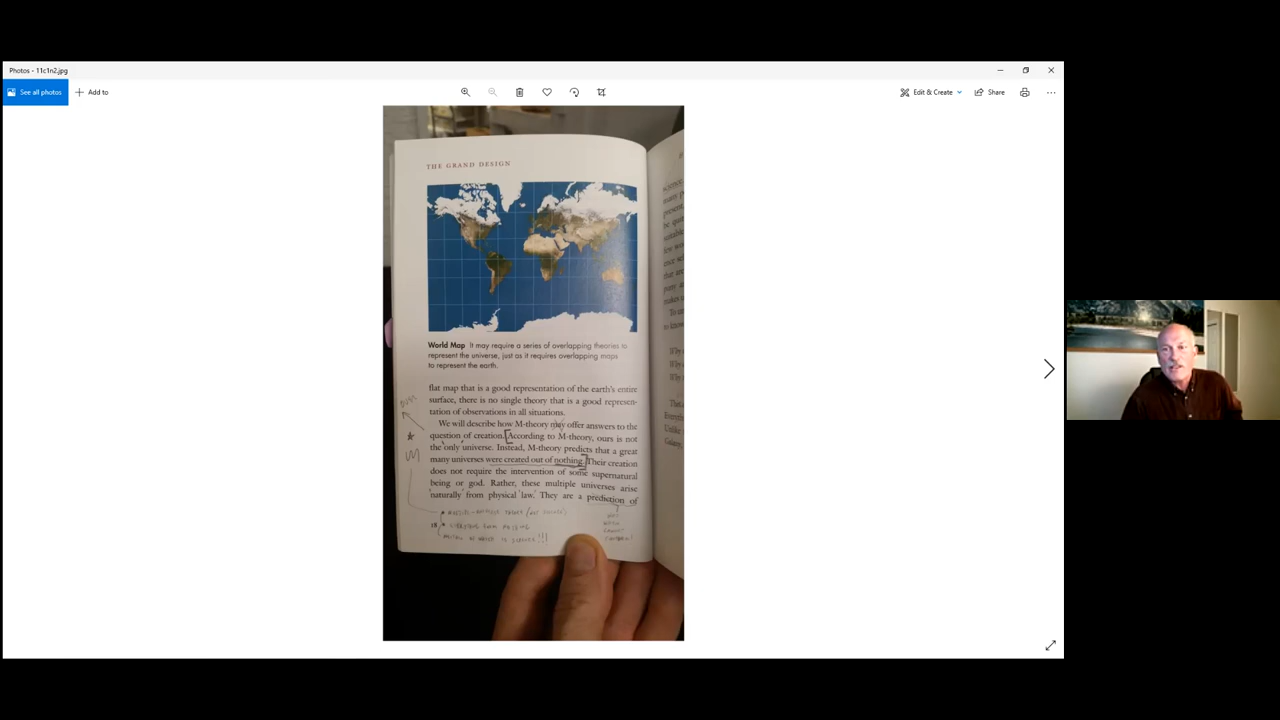 Photos - 11c1n2.jpg
See all photos
Add to
Edit & Create
Share
THE GRAND DESIGN
World Map It may require a series of overlapping theories to
represent the universe, just as it requires overlapping maps
to represent the earth.
flat map that is a good representation of the earth's entire
surface, there is no single theory that is a good represen-
tation of observations in all situations.
We will describe how M-theory may offer answers to the
question of creation. According to M-theory, ours is not
the 'only' universe. Instead, M-theory predicts that a great
many universes were created out of nothing. Their creation
does not require the intervention of some supernatural
being or god. Rather, these multiple universes arise
'naturally' from physical 'law.' They are a prediction of
18